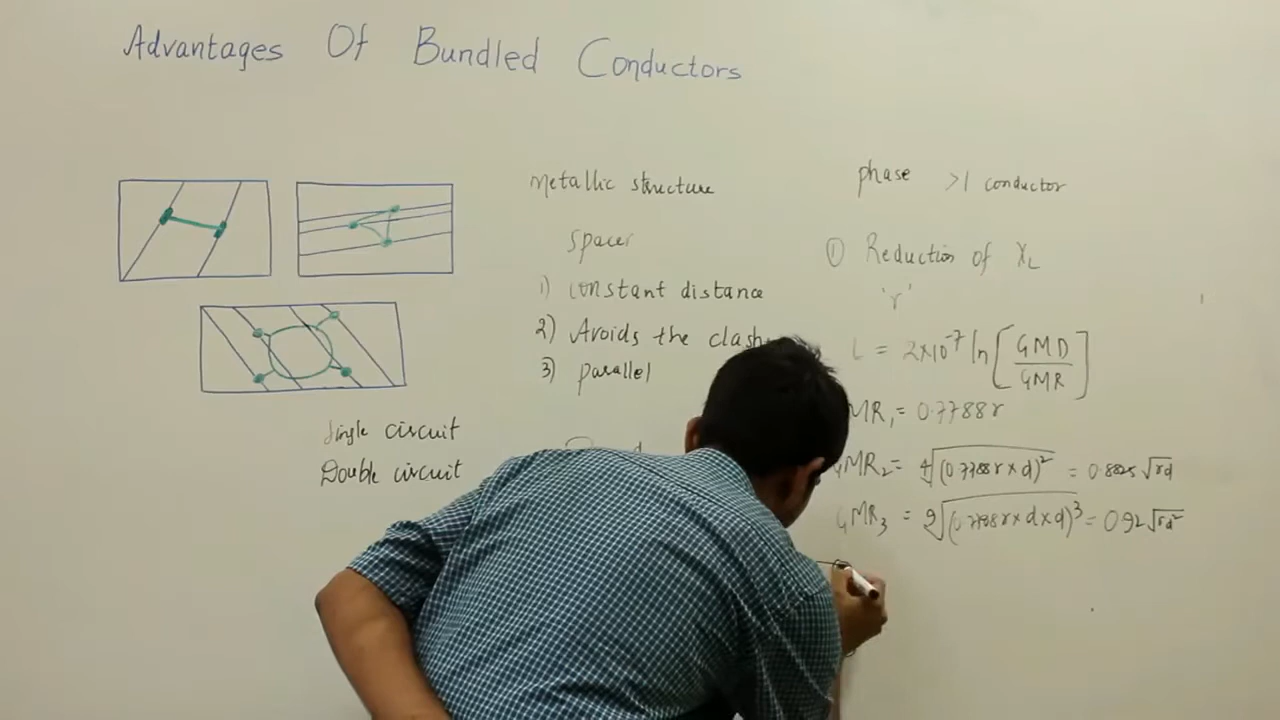 Advantages Of Bundled Conductors
Metallic structure
Spacer
1) constant distance
2) Avoids the clash
3) parallel
Single circuit
Double circuit
phase >1 conductor
① Reduction of XL
'r'
L = 2×10⁻⁷ ln [GMD/GMR]
MR₁ = 0.7788r
GMR₂ = ∜(0.7788r×d)² = 0.8825 √rd
GMR₃ = ⁹√(0.7788r×d×d)³ = 0.92 √rd²